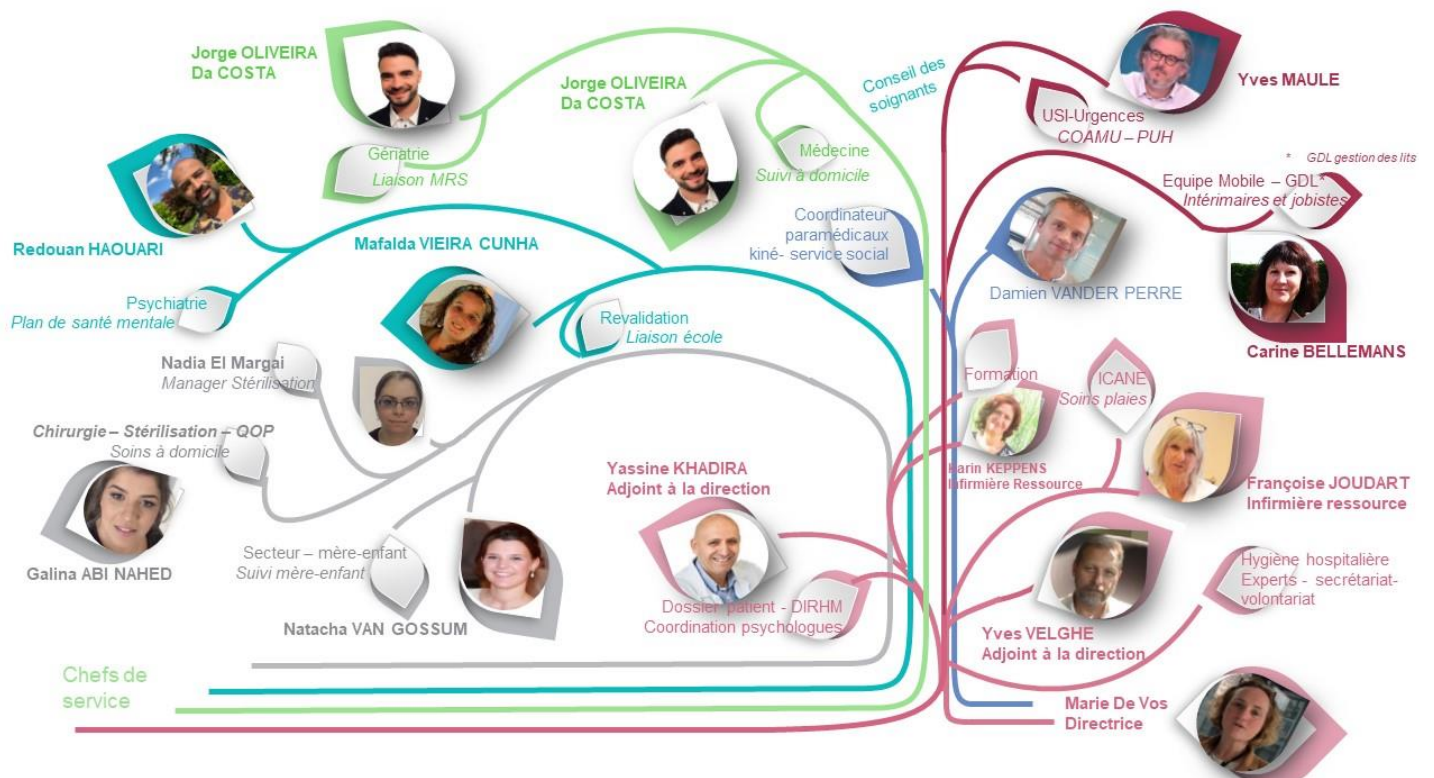 Jorge OLIVEIRA
Da COSTA
Gériatrie
Liaison MRS
Jorge OLIVEIRA
Da COSTA
Médecine
Suivi à domicile
Conseil des
soignants
Yves MAULE
USI-Urgences
COAMU – PUH
* GDL gestion des lits
Equipe Mobile – GDL*
Intérimaires et jobistes
Carine BELLEMANS
Redouan HAOUARI
Psychiatrie
Plan de santé mentale
Mafalda VIEIRA CUNHA
Revalidation
Liaison école
Coordinateur
paramédicaux
kiné- service social
Damien VANDER PERRE
Nadia El Margai
Manager Stérilisation
Chirurgie – Stérilisation – QOP
Soins à domicile
Galina ABI NAHED
Secteur – mère-enfant
Suivi mère-enfant
Natacha VAN GOSSUM
Formation
Karin KEPPENS
Infirmière Ressource
ICANE
Soins plaies
Françoise JOUDART
Infirmière ressource
Yassine KHADIRA
Adjoint à la direction
Dossier patient - DIRHM
Coordination psychologues
Yves VELGHE
Adjoint à la direction
Hygiène hospitalière
Experts - secrétariat-
volontariat
Chefs de
service
Marie De Vos
Directrice